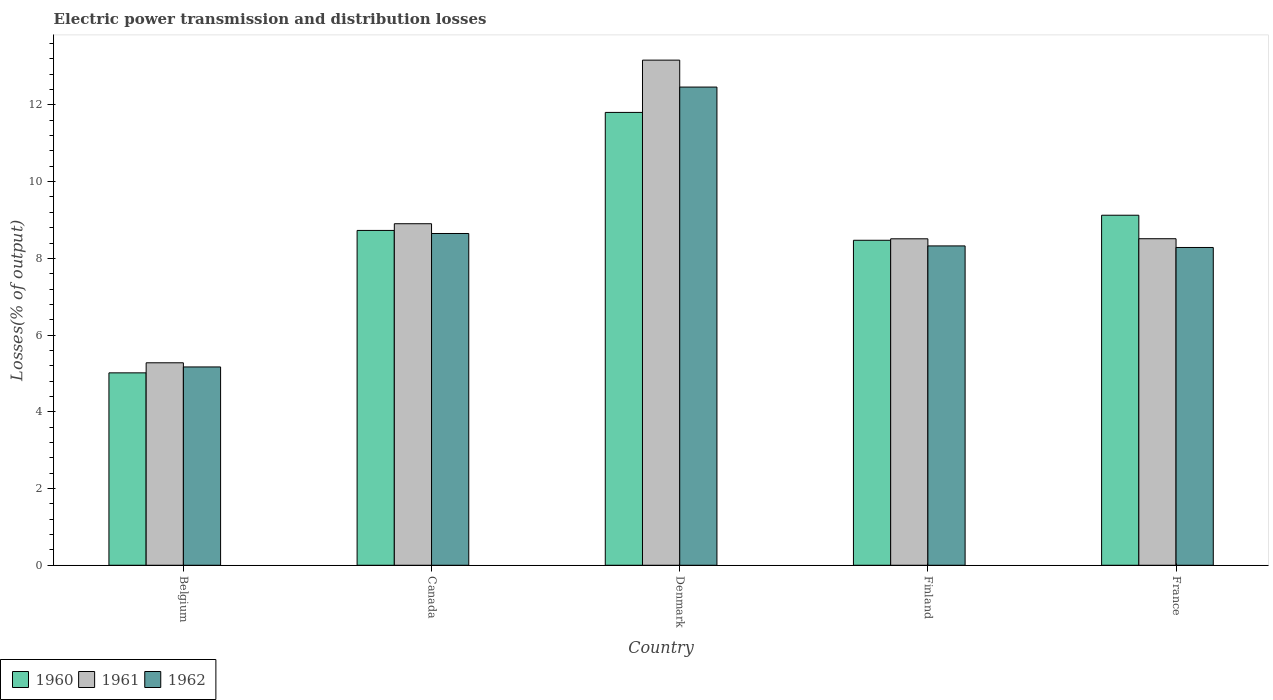 Electric power transmission and distribution losses
Losses(% of output)
12
10
8
6
4
2
0
Belgium
Canada
Denmark
Finland
France
Country
1960
1961
1962